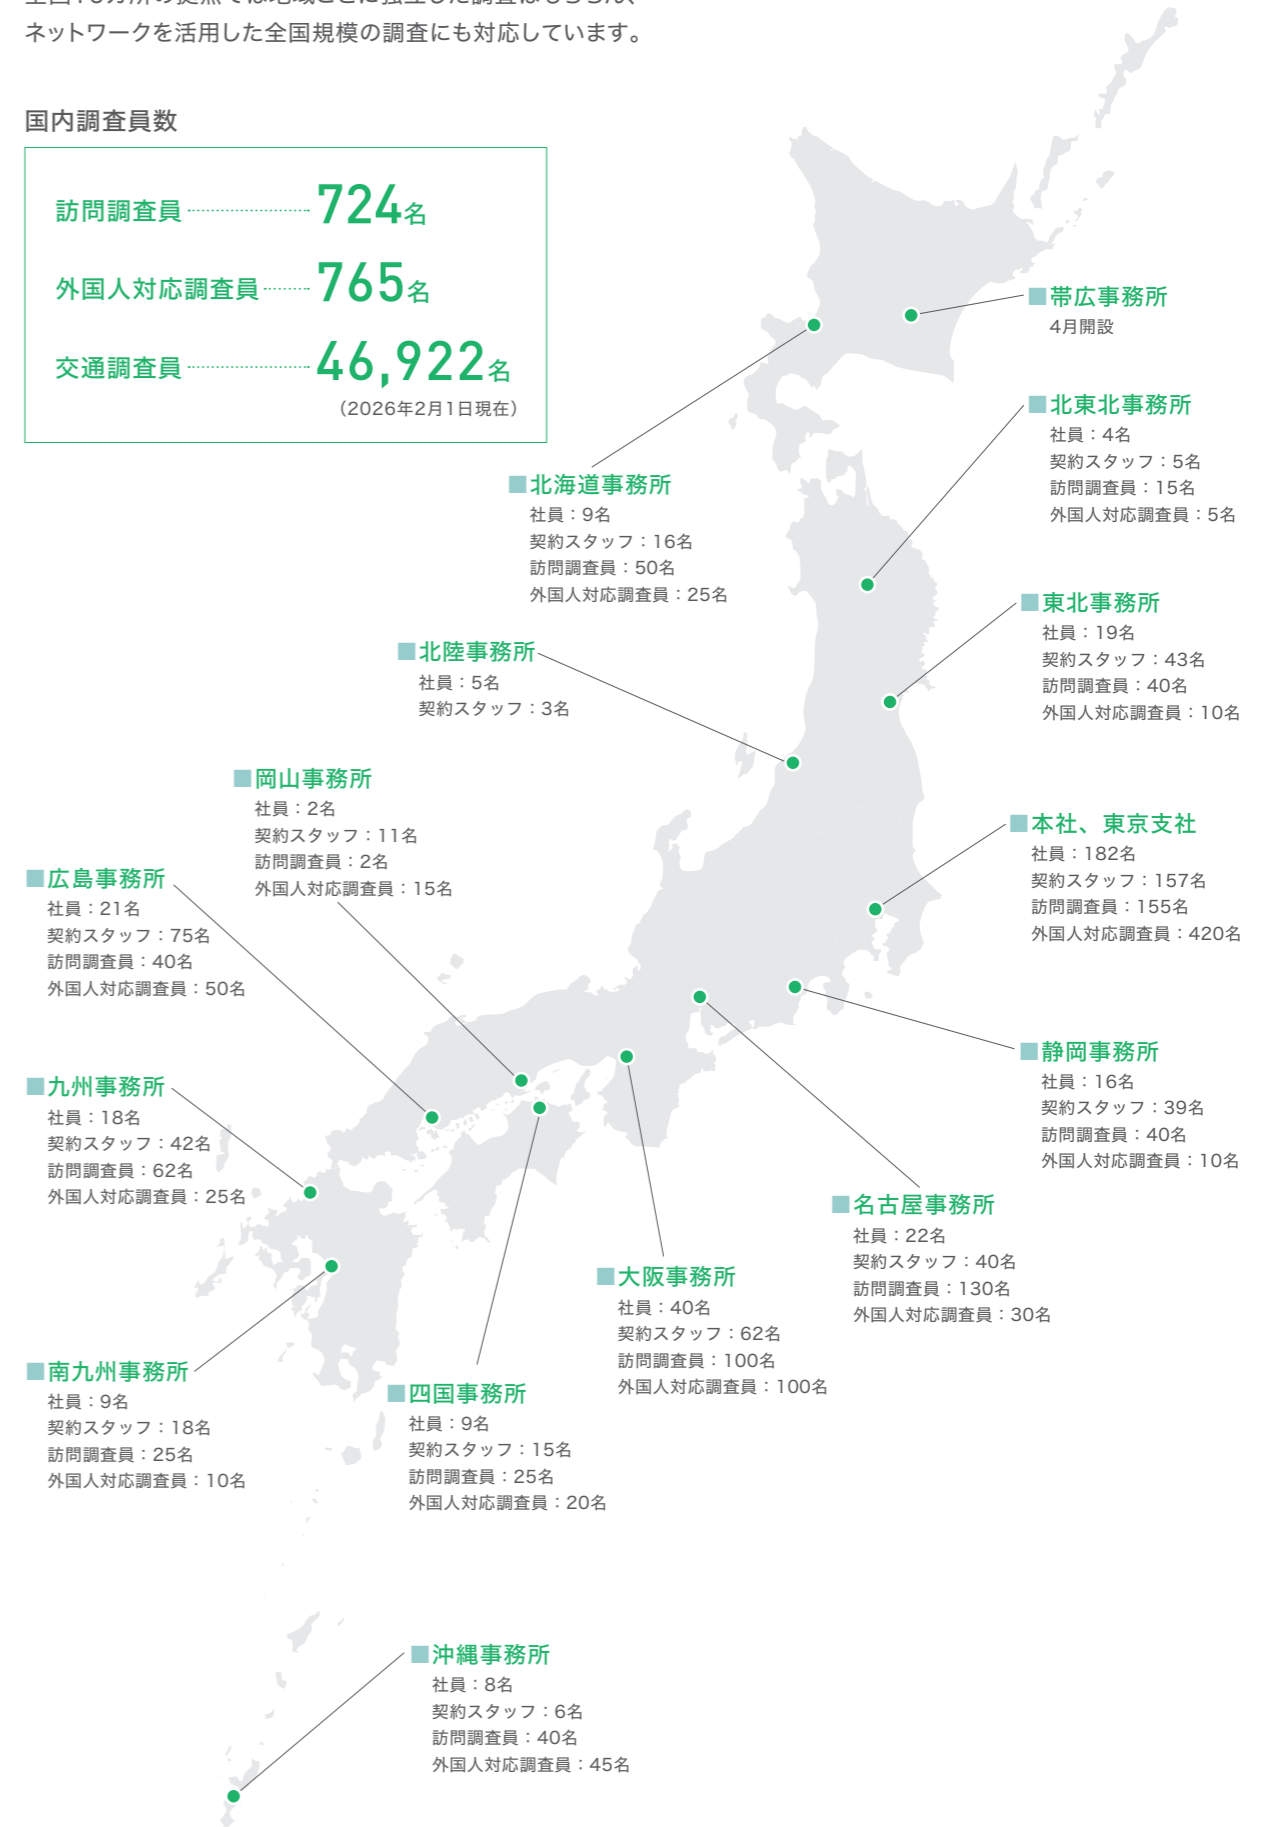 ネットワークを活用した全国規模の調査にも対応しています。
国内調査員数
訪問調査員 724名
外国人対応調査員 765名
交通調査員 46,922名
（2026年2月1日現在）
帯広事務所
4月開設
北東北事務所
社員：4名
契約スタッフ：5名
訪問調査員：15名
外国人対応調査員：5名
北海道事務所
社員：9名
契約スタッフ：16名
訪問調査員：50名
外国人対応調査員：25名
東北事務所
社員：19名
契約スタッフ：43名
訪問調査員：40名
外国人対応調査員：10名
北陸事務所
社員：5名
契約スタッフ：3名
岡山事務所
社員：2名
契約スタッフ：11名
訪問調査員：2名
外国人対応調査員：15名
本社、東京支社
社員：182名
契約スタッフ：157名
訪問調査員：155名
外国人対応調査員：420名
広島事務所
社員：21名
契約スタッフ：75名
訪問調査員：40名
外国人対応調査員：50名
静岡事務所
社員：16名
契約スタッフ：39名
訪問調査員：40名
外国人対応調査員：10名
九州事務所
社員：18名
契約スタッフ：42名
訪問調査員：62名
外国人対応調査員：25名
名古屋事務所
社員：22名
契約スタッフ：40名
訪問調査員：130名
外国人対応調査員：30名
大阪事務所
社員：40名
契約スタッフ：62名
訪問調査員：100名
外国人対応調査員：100名
南九州事務所
社員：9名
契約スタッフ：18名
訪問調査員：25名
外国人対応調査員：10名
四国事務所
社員：9名
契約スタッフ：15名
訪問調査員：25名
外国人対応調査員：20名
沖縄事務所
社員：8名
契約スタッフ：6名
訪問調査員：40名
外国人対応調査員：45名